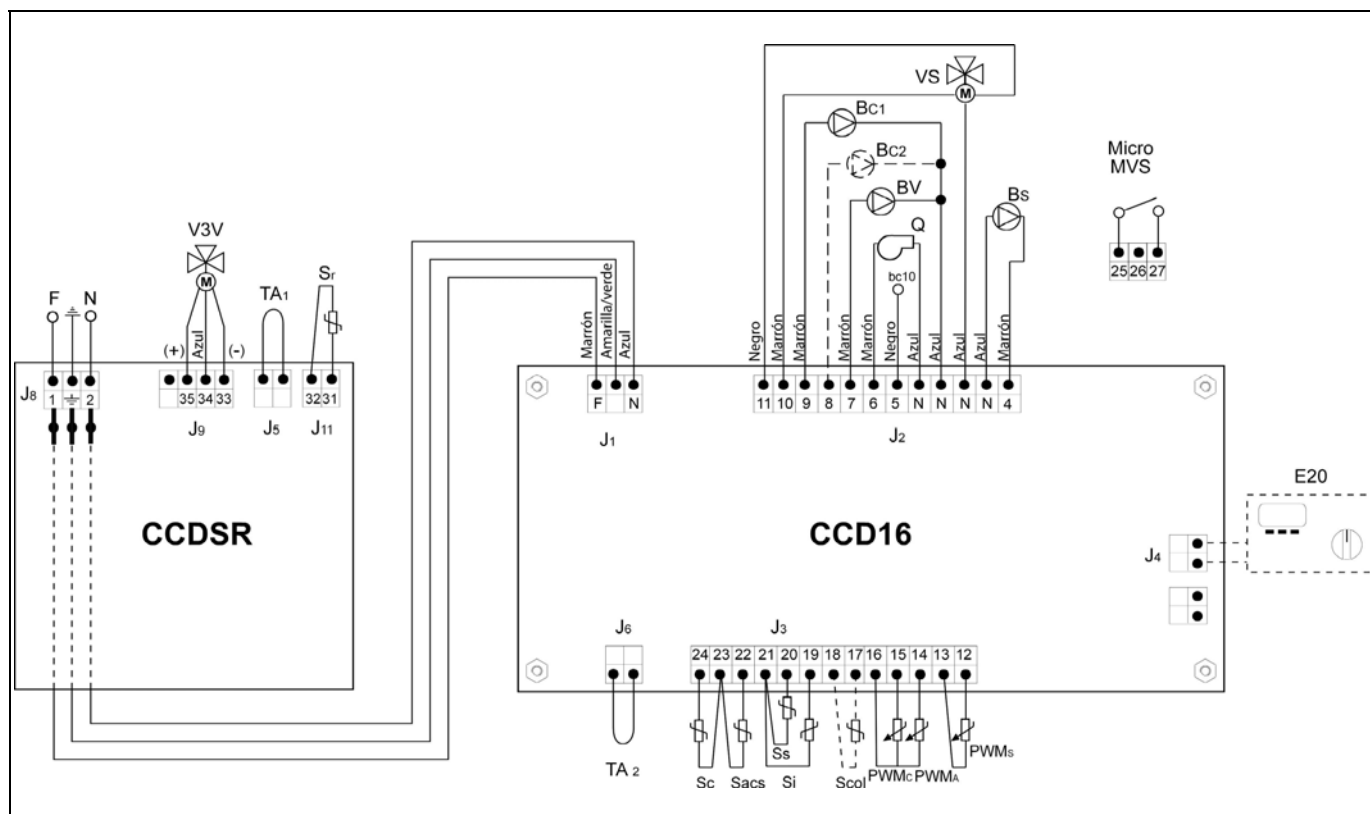 VS
M
BC1
BC2
BV
Q
bc10
BS
Micro
MVS
25 26 27
V3V
M
F N
(+) Azul (-)
TA1
Sr
Marrón Amarilla/verde Azul
Negro Marrón Marrón Marrón Marrón Negro Azul Azul Azul Azul Marrón
J8 1 2
35 34 33
32 31
J9 J5 J11
F N
J1
11 10 9 8 7 6 5 N N N N 4
J2
CCDSR
CCD16
E20
J4
J6
J3
24 23 22 21 20 19 18 17 16 15 14 13 12
TA 2
Sc Sacs Ss Si Scol PWMC PWMA PWMS